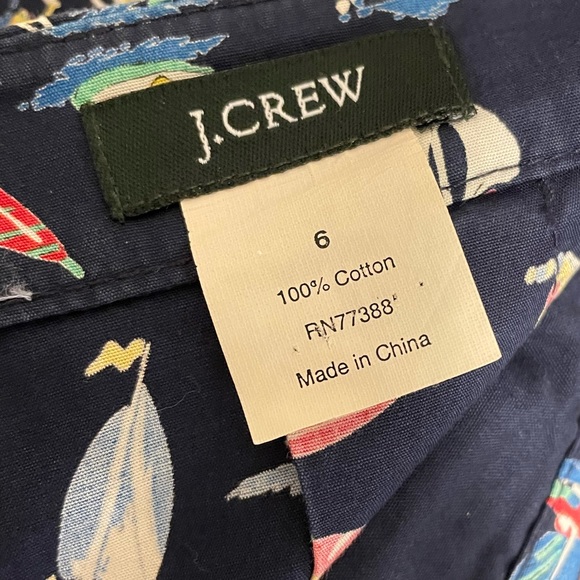 J.CREW
6
100% Cotton
RN77388
Made in China